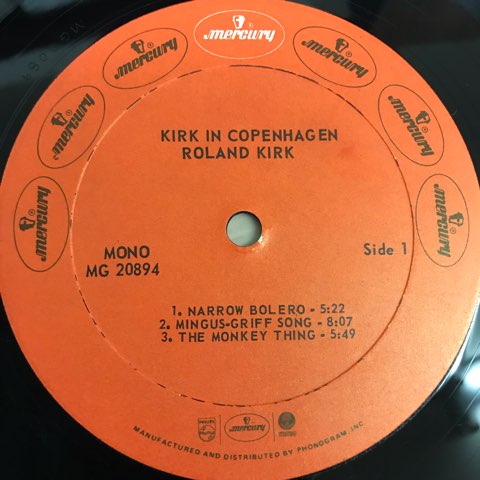 mercury
mercury
mercury
mercury
mercury
mercury
mercury
KIRK IN COPENHAGEN
ROLAND KIRK
MONO
MG 20894
Side 1
1. NARROW BOLERO - 5:22
2. MINGUS-GRIFF SONG - 8:07
3. THE MONKEY THING - 5:49
PHILIPS
mercury
MANUFACTURED AND DISTRIBUTED BY PHONOGRAM, INC.